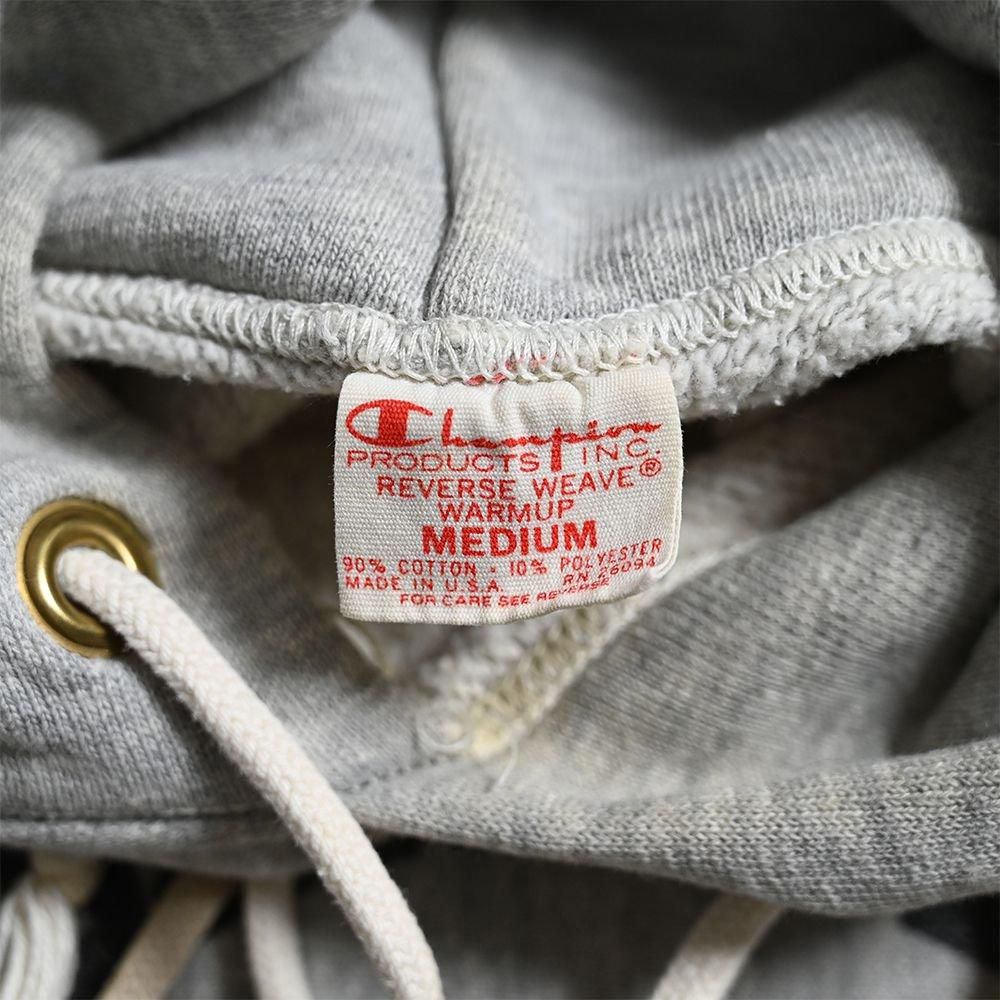 Champion
PRODUCTS INC.
REVERSE WEAVE®
WARMUP
MEDIUM
90% COTTON - 10% POLYESTER
MADE IN U.S.A. RN 26094
FOR CARE SEE REVERSE